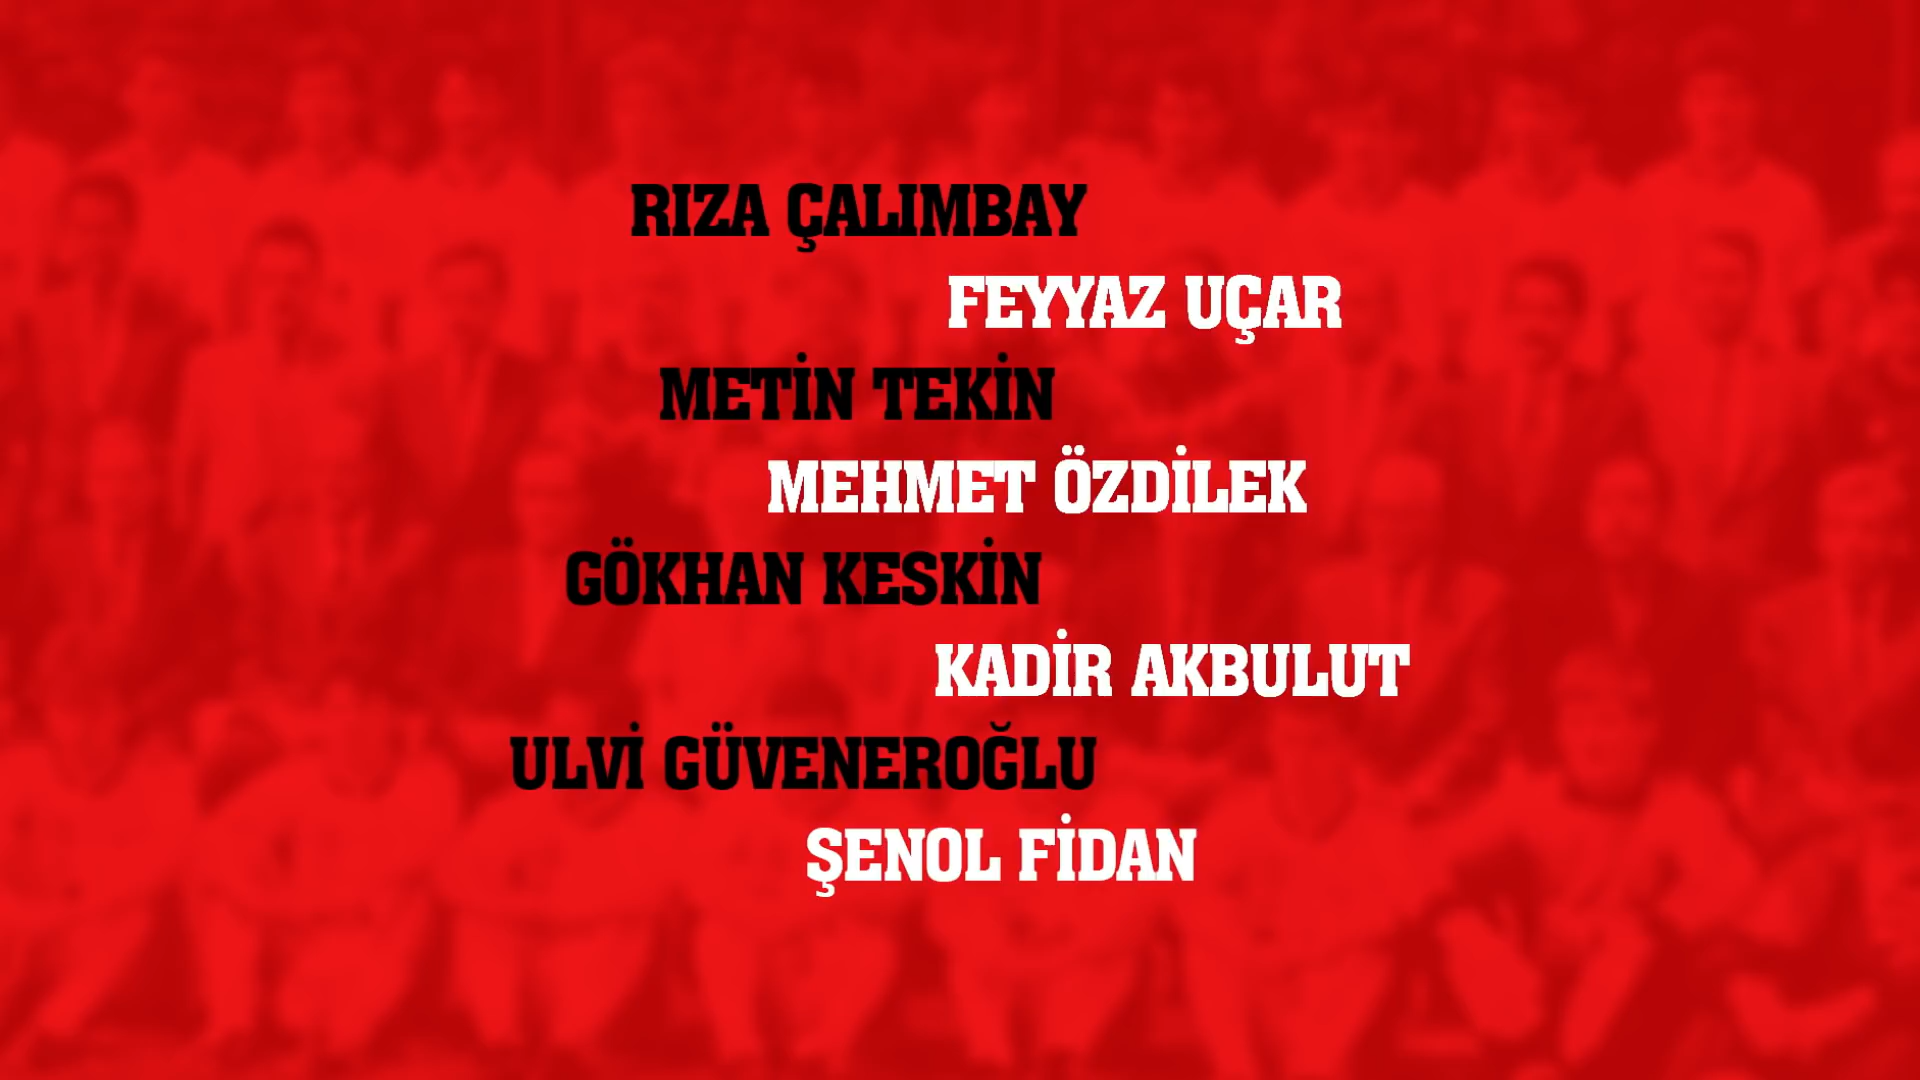 RIZA ÇALIMBAY
FEYYAZ UÇAR
METİN TEKİN
MEHMET ÖZDİLEK
GÖKHAN KESKİN
KADİR AKBULUT
ULVİ GÜVENEROĞLU
ŞENOL FİDAN